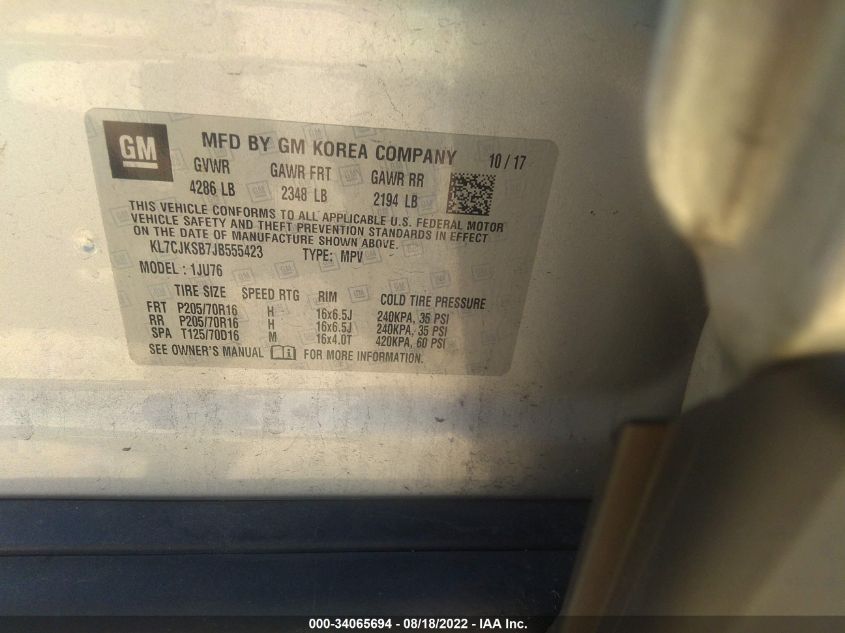 GM
MFD BY GM KOREA COMPANY 10/17
GVWR GAWR FRT GAWR RR
4286 LB 2348 LB 2194 LB
THIS VEHICLE CONFORMS TO ALL APPLICABLE U.S. FEDERAL MOTOR
VEHICLE SAFETY AND THEFT PREVENTION STANDARDS IN EFFECT
ON THE DATE OF MANUFACTURE SHOWN ABOVE.
KL7CJKSB7JB555423 TYPE: MPV
MODEL : 1JU76
TIRE SIZE SPEED RTG RIM COLD TIRE PRESSURE
FRT P205/70R16 H 16x6.5J 240KPA, 35 PSI
RR P205/70R16 H 16x6.5J 240KPA, 35 PSI
SPA T125/70D16 M 16x4.0T 420KPA, 60 PSI
SEE OWNER'S MANUAL FOR MORE INFORMATION.
000-34065694 - 08/18/2022 - IAA Inc.